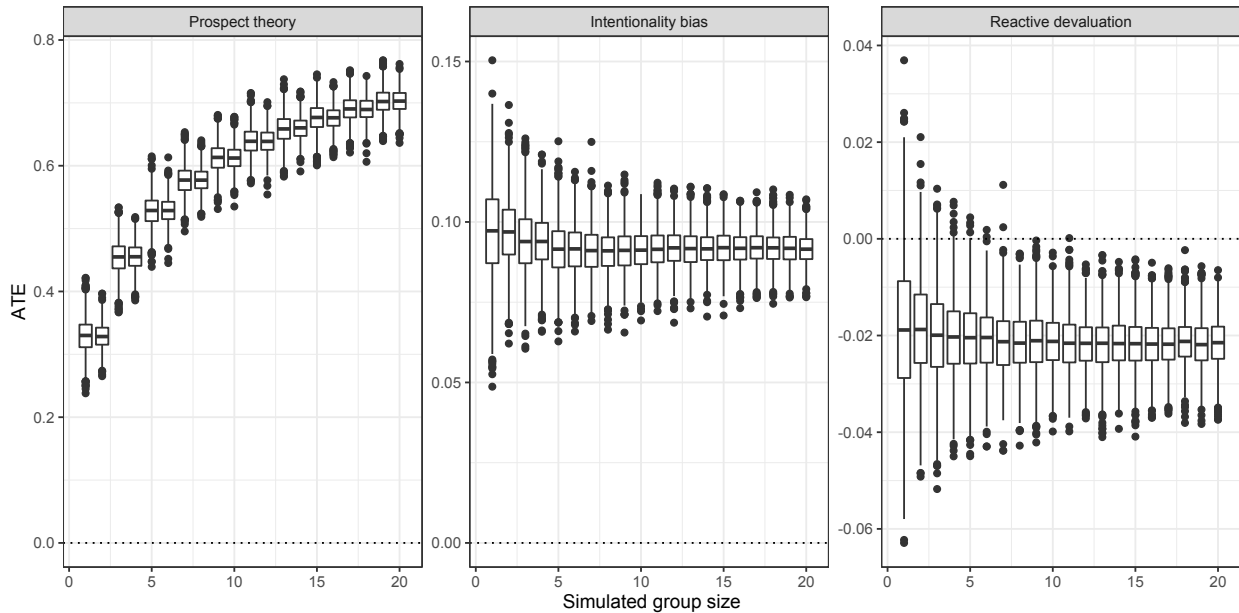 Prospect theory
Intentionality bias
Reactive devaluation
ATE
0.8
0.6
0.4
0.2
0.0
0.15
0.10
0.05
0.00
0.04
0.02
0.00
-0.02
-0.04
-0.06
0 5 10 15 20
0 5 10 15 20
0 5 10 15 20
Simulated group size